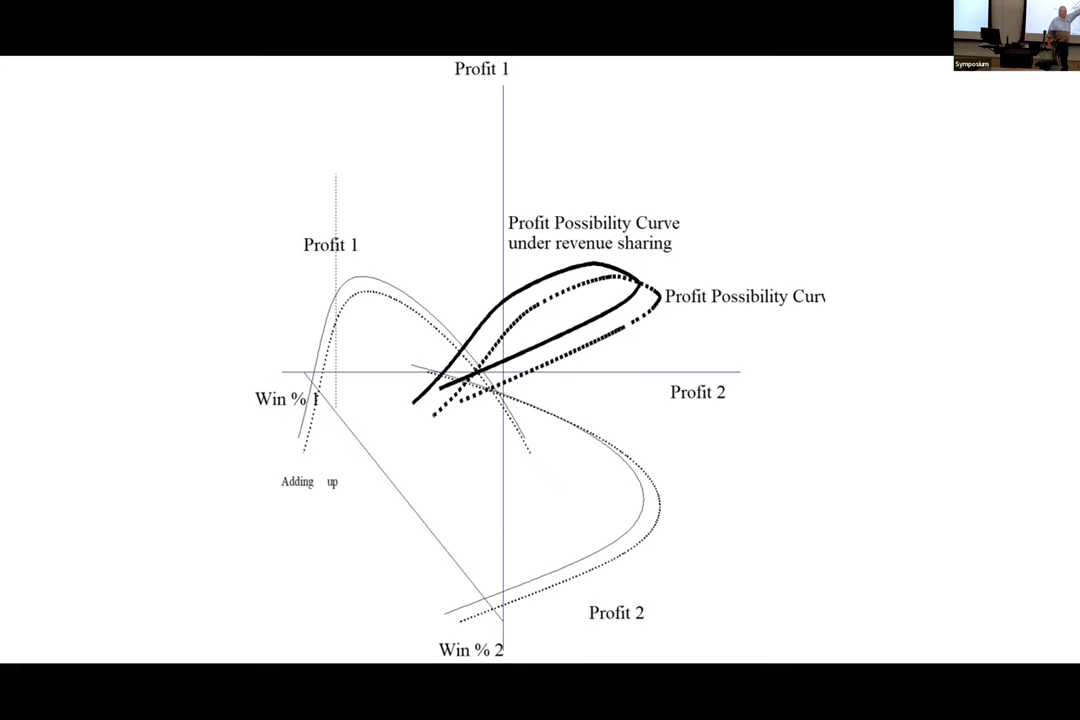 Profit 1
Symposium
Profit Possibility Curve
under revenue sharing
Profit 1
Profit Possibility Curv
Profit 2
Win % 1
Adding up
Profit 2
Win % 2